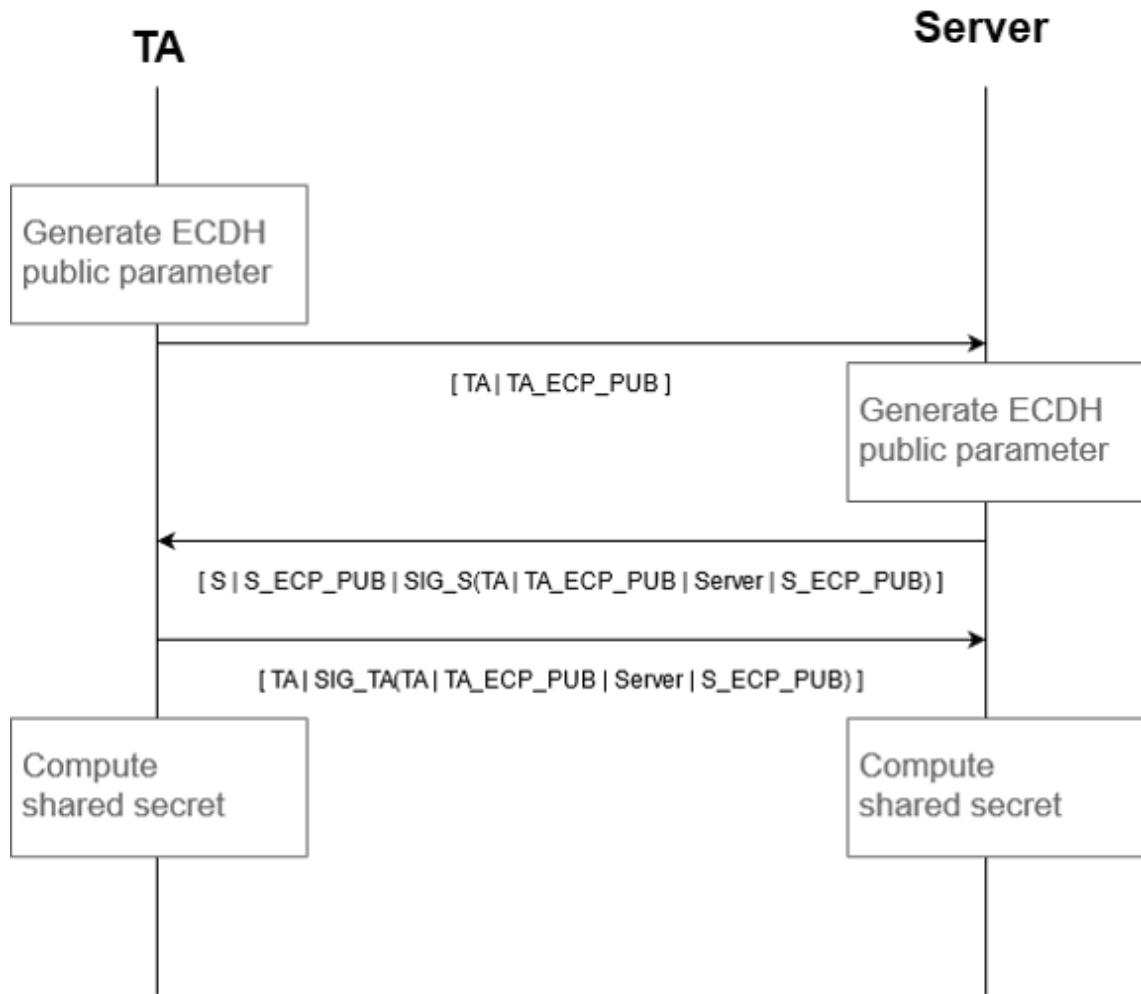 TA
Server
Generate ECDH
public parameter
[ TA | TA_ECP_PUB ]
Generate ECDH
public parameter
[ S | S_ECP_PUB | SIG_S(TA | TA_ECP_PUB | Server | S_ECP_PUB) ]
[ TA | SIG_TA(TA | TA_ECP_PUB | Server | S_ECP_PUB) ]
Compute
shared secret
Compute
shared secret